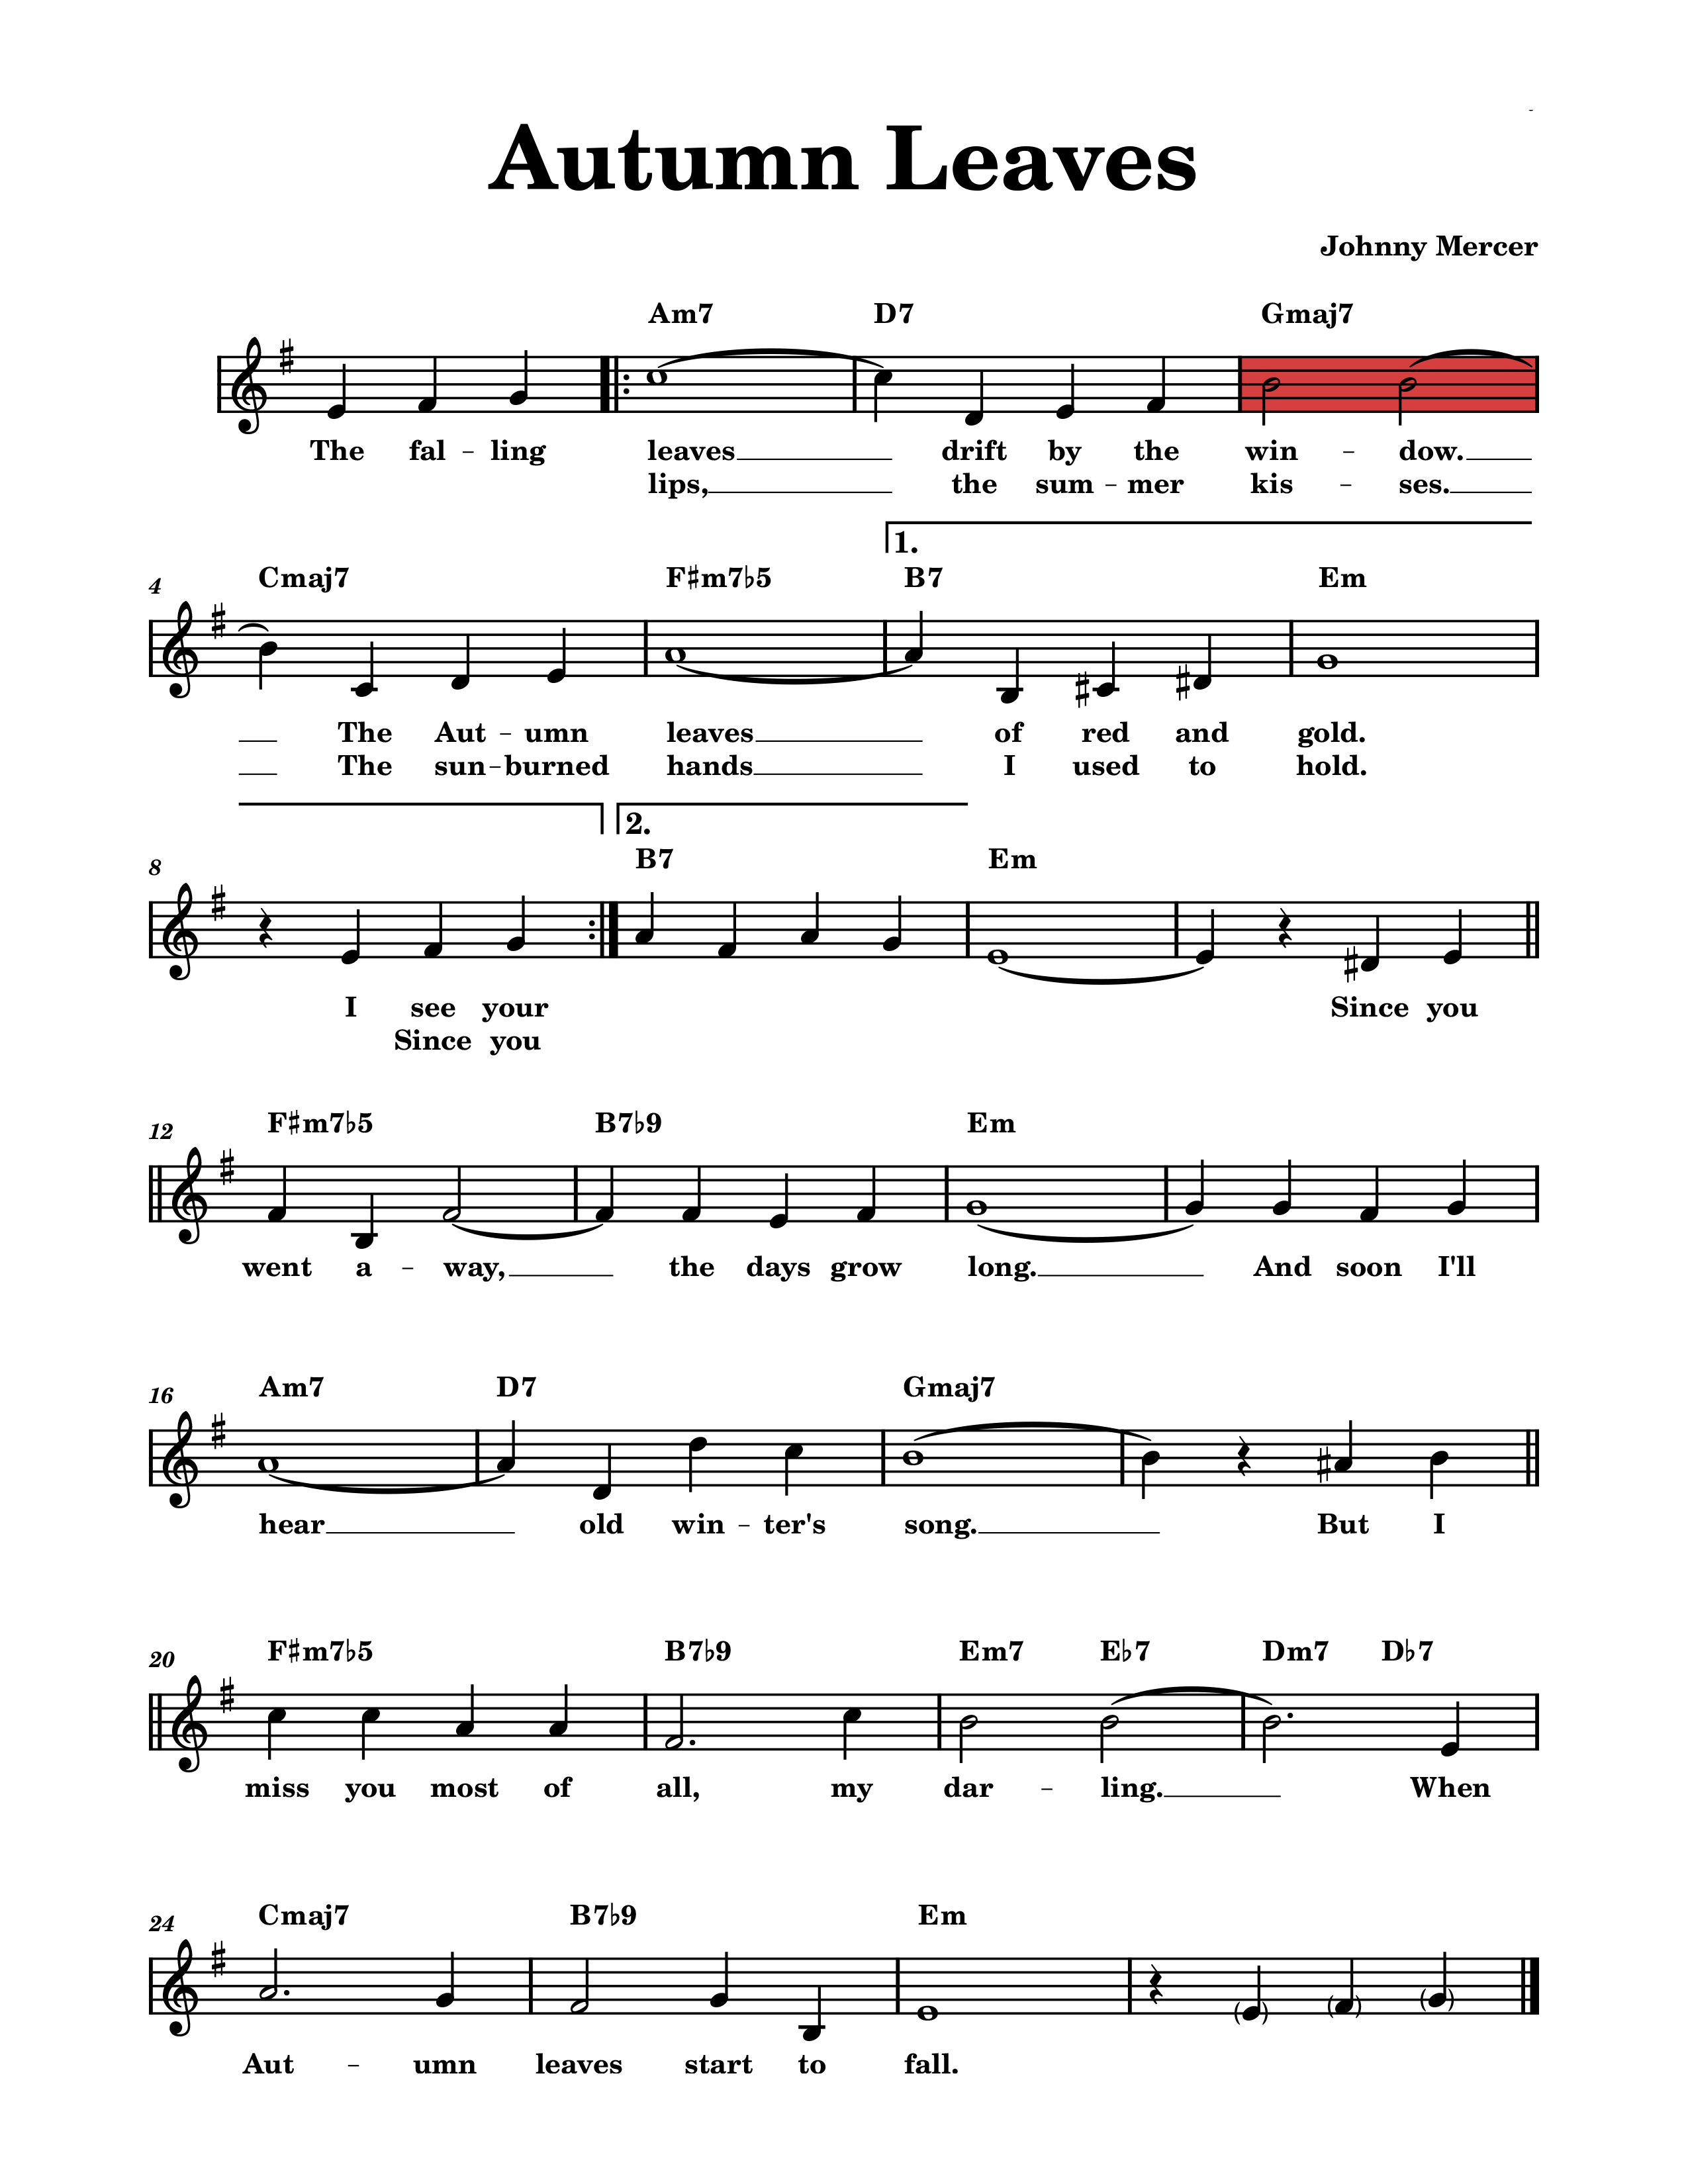 -
Autumn Leaves
Johnny Mercer
Am7 D7 Gmaj7
The fal - ling leaves drift by the win - dow.
lips, the sum - mer kis - ses.
1.
4 Cmaj7 F♯m7♭5 B7 Em
The Aut - umn leaves of red and gold.
The sun - burned hands I used to hold.
2.
8 B7 Em
I see your Since you
Since you
12 F♯m7♭5 B7♭9 Em
went a - way, the days grow long. And soon I'll
16 Am7 D7 Gmaj7
hear old win - ter's song. But I
20 F♯m7♭5 B7♭9 Em7 E♭7 Dm7 D♭7
miss you most of all, my dar - ling. When
24 Cmaj7 B7♭9 Em
Aut - umn leaves start to fall.